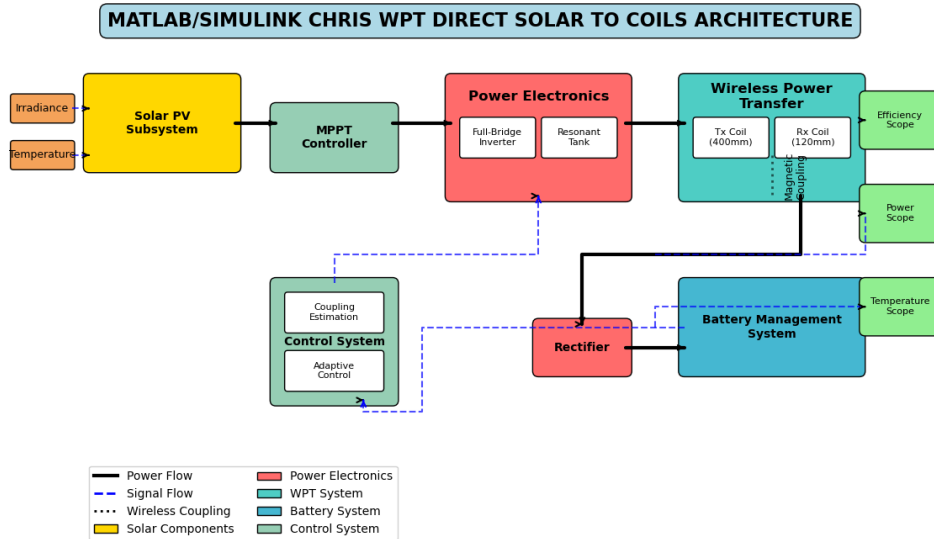 MATLAB/SIMULINK CHRIS WPT DIRECT SOLAR TO COILS ARCHITECTURE
Irradiance
Temperature
Solar PV
Subsystem
MPPT
Controller
Power Electronics
Full-Bridge
Inverter
Resonant
Tank
Wireless Power
Transfer
Tx Coil
(400mm)
Rx Coil
(120mm)
Magnetic
Coupling
Efficiency
Scope
Power
Scope
Coupling
Estimation
Control System
Adaptive
Control
Rectifier
Battery Management
System
Temperature
Scope
Power Flow
Signal Flow
Wireless Coupling
Solar Components
Power Electronics
WPT System
Battery System
Control System